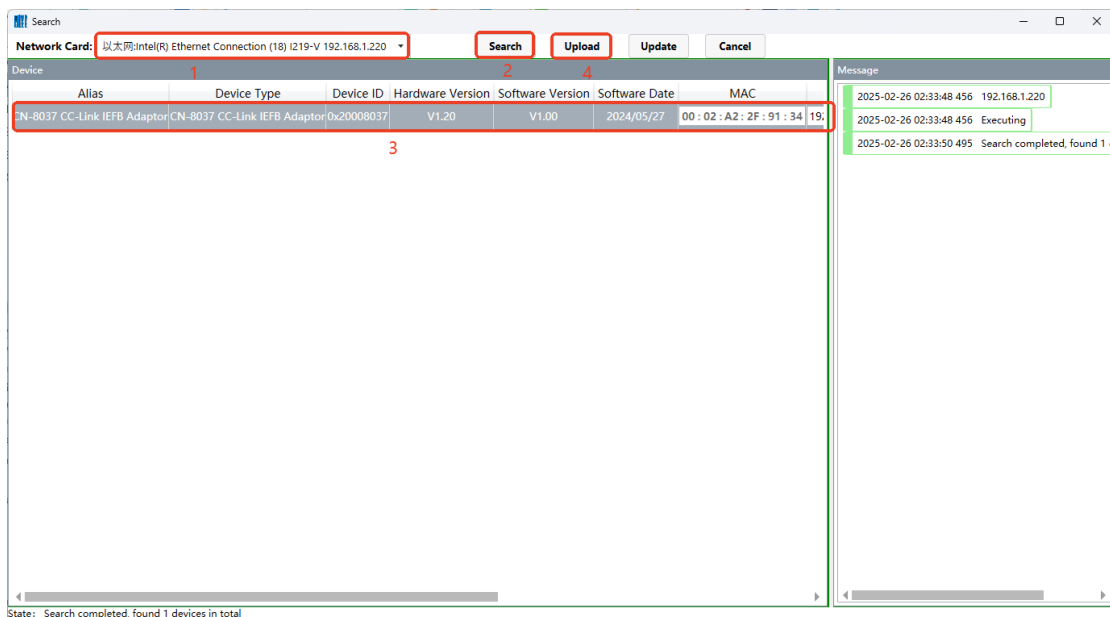 Search
Network Card: 以太网:Intel(R) Ethernet Connection (18) I219-V 192.168.1.220 Search Upload Update Cancel
1 2 4
Device Message
Alias Device Type Device ID Hardware Version Software Version Software Date MAC
CN-8037 CC-Link IEFB Adaptor CN-8037 CC-Link IEFB Adaptor 0x20008037 V1.20 V1.00 2024/05/27 00 : 02 : A2 : 2F : 91 : 34 192
3
2025-02-26 02:33:48 456 192.168.1.220
2025-02-26 02:33:48 456 Executing
2025-02-26 02:33:50 495 Search completed, found 1
State: Search completed, found 1 devices in total